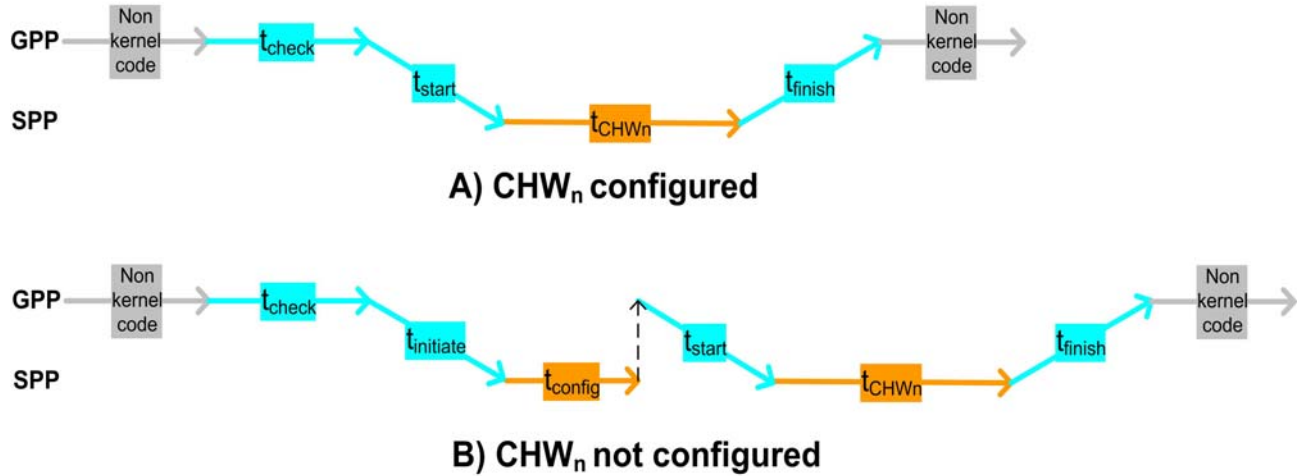 Non
kernel
code
GPP
t_check
t_start
t_finish
Non
kernel
code
SPP
t_CHWn
A) CHW_n configured
Non
kernel
code
GPP
t_check
t_initiate
t_start
t_finish
Non
kernel
code
SPP
t_config
t_CHWn
B) CHW_n not configured